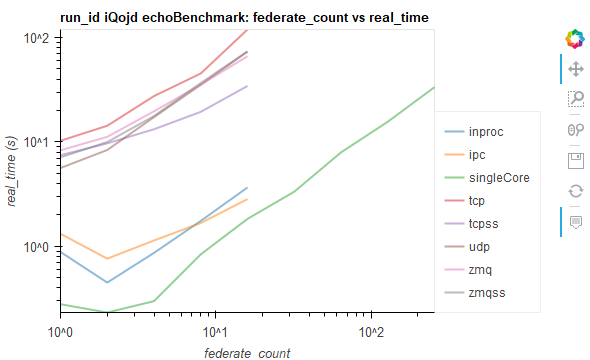 run_id iQojd echoBenchmark: federate_count vs real_time
10^2
10^1
10^0
real_time (s)
10^0
10^1
10^2
federate_count
inproc
ipc
singleCore
tcp
tcpss
udp
zmq
zmqss